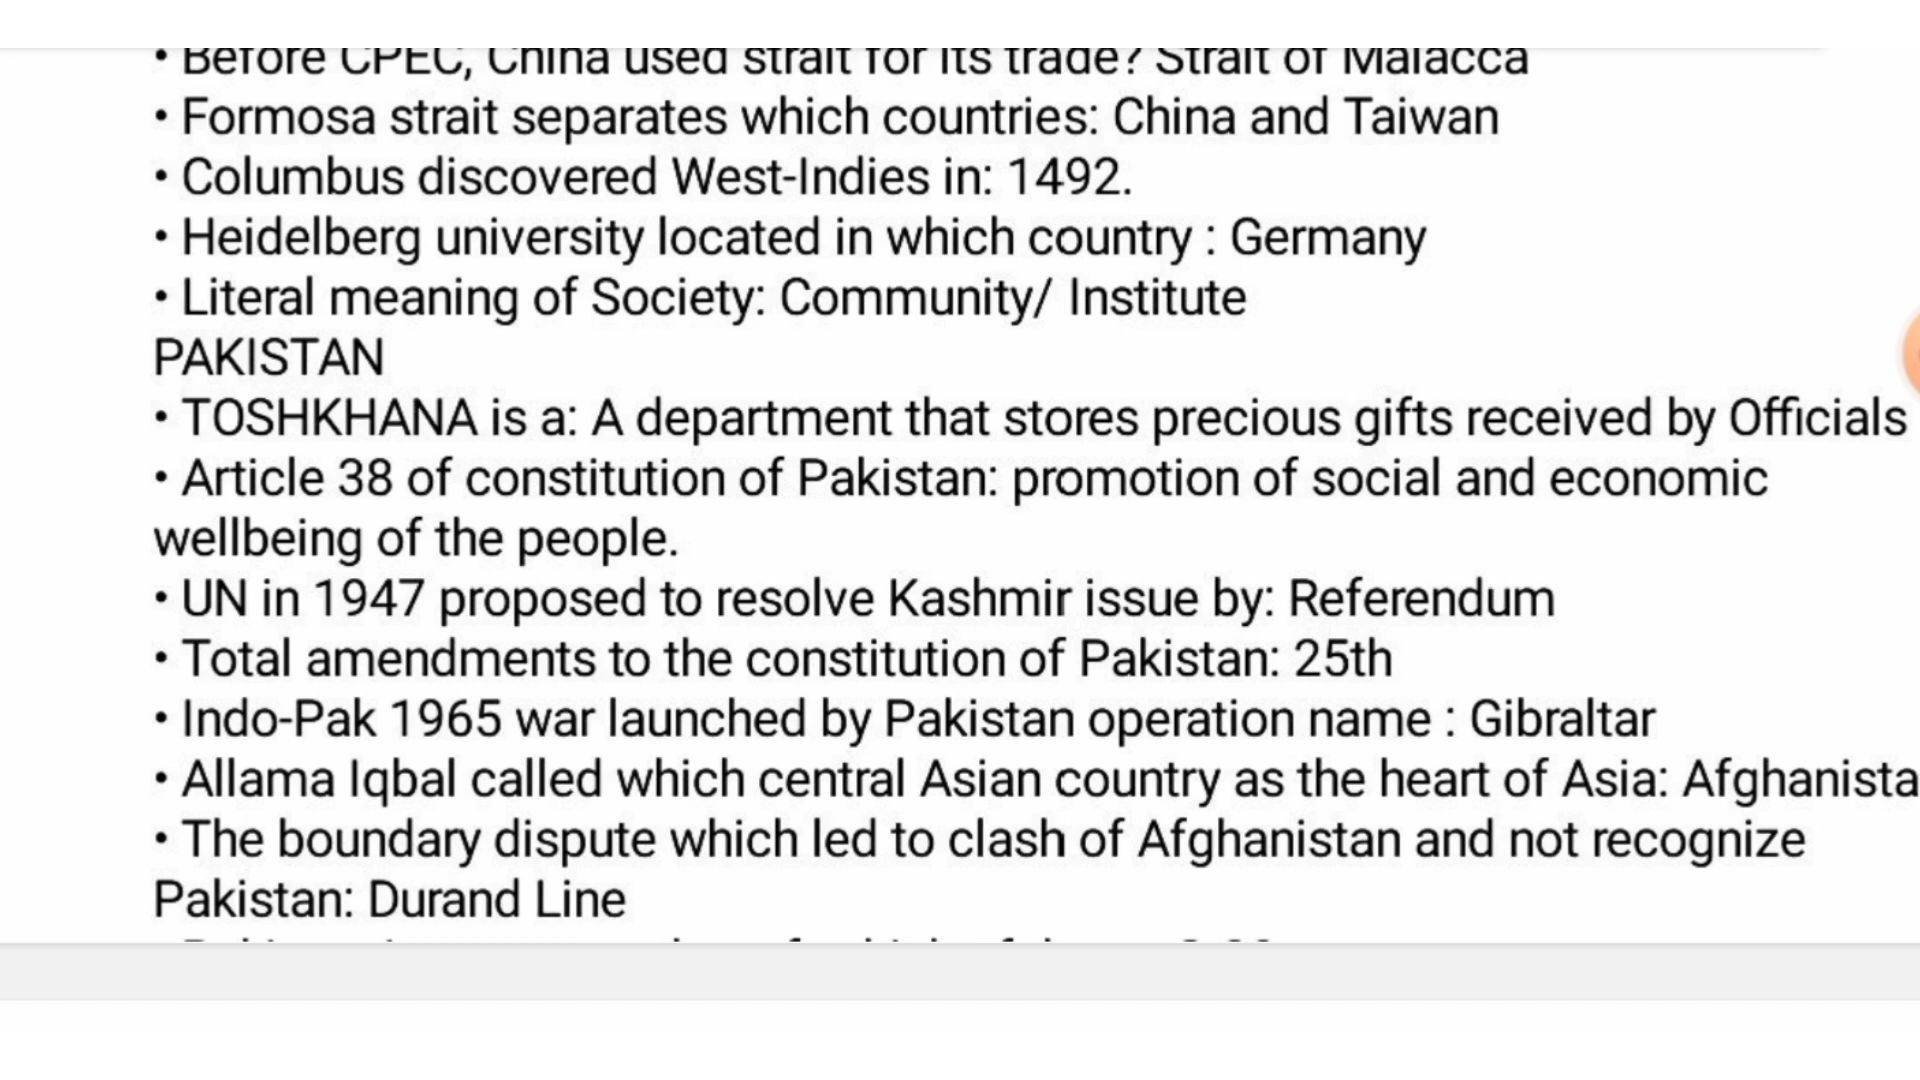 • Before CPEC, China used strait for its trade? Strait of Malacca
• Formosa strait separates which countries: China and Taiwan
• Columbus discovered West-Indies in: 1492.
• Heidelberg university located in which country : Germany
• Literal meaning of Society: Community/ Institute
PAKISTAN
• TOSHKHANA is a: A department that stores precious gifts received by Officials
• Article 38 of constitution of Pakistan: promotion of social and economic
wellbeing of the people.
• UN in 1947 proposed to resolve Kashmir issue by: Referendum
• Total amendments to the constitution of Pakistan: 25th
• Indo-Pak 1965 war launched by Pakistan operation name : Gibraltar
• Allama Iqbal called which central Asian country as the heart of Asia: Afghanista
• The boundary dispute which led to clash of Afghanistan and not recognize
Pakistan: Durand Line